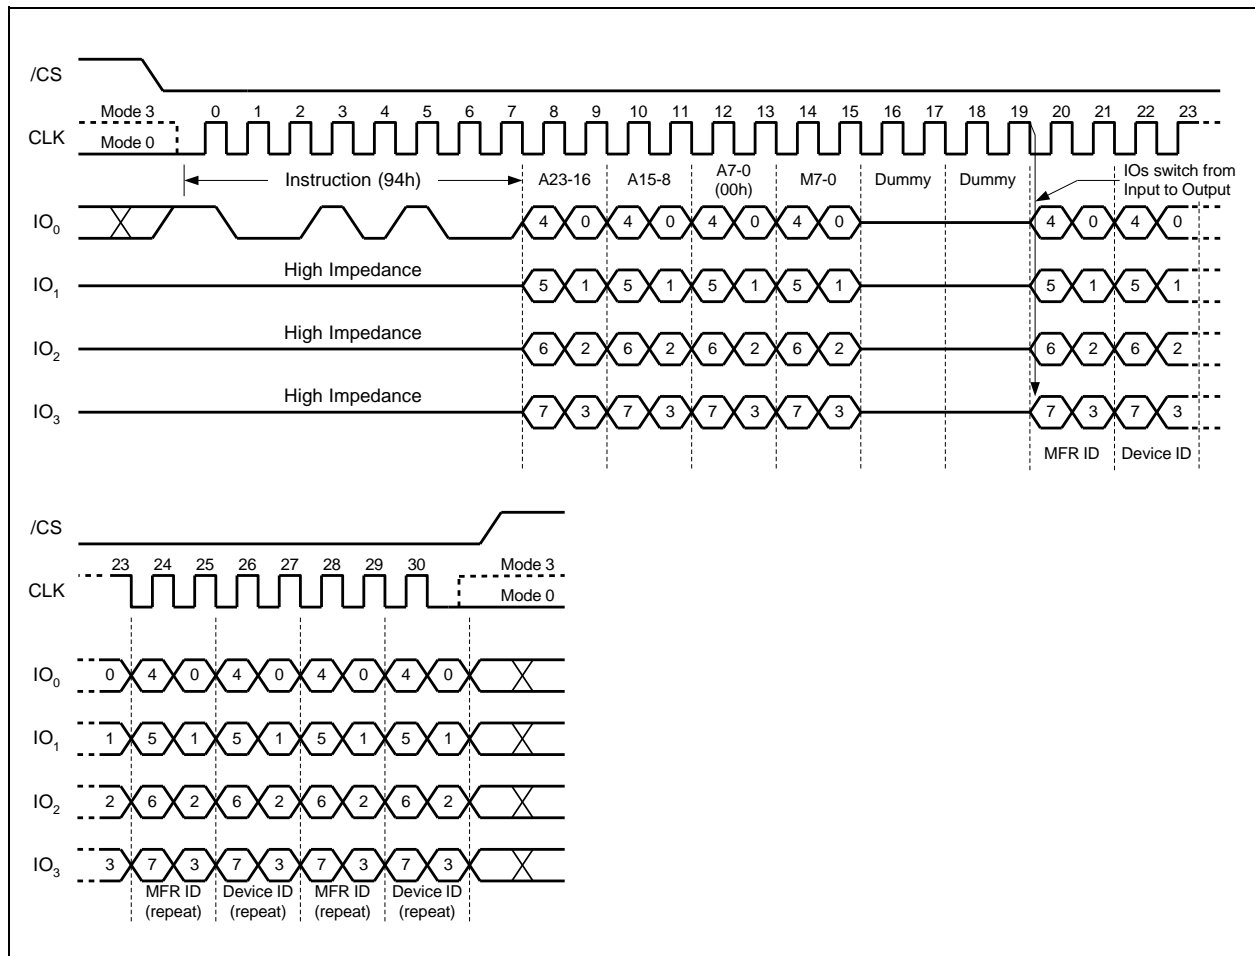 /CS
Mode 3 0 1 2 3 4 5 6 7 8 9 10 11 12 13 14 15 16 17 18 19 20 21 22 23
CLK
Mode 0
Instruction (94h) A23-16 A15-8 A7-0 (00h) M7-0 Dummy Dummy IOs switch from Input to Output
IO0 4 0 4 0 4 0 4 0 4 0 4 0
High Impedance
IO1 5 1 5 1 5 1 5 1 5 1 5 1
High Impedance
IO2 6 2 6 2 6 2 6 2 6 2 6 2
High Impedance
IO3 7 3 7 3 7 3 7 3 7 3 7 3
MFR ID Device ID
/CS
23 24 25 26 27 28 29 30 Mode 3
CLK
Mode 0
IO0 0 4 0 4 0 4 0 4 0
IO1 1 5 1 5 1 5 1 5 1
IO2 2 6 2 6 2 6 2 6 2
IO3 3 7 3 7 3 7 3 7 3
MFR ID Device ID MFR ID Device ID
(repeat) (repeat) (repeat) (repeat)